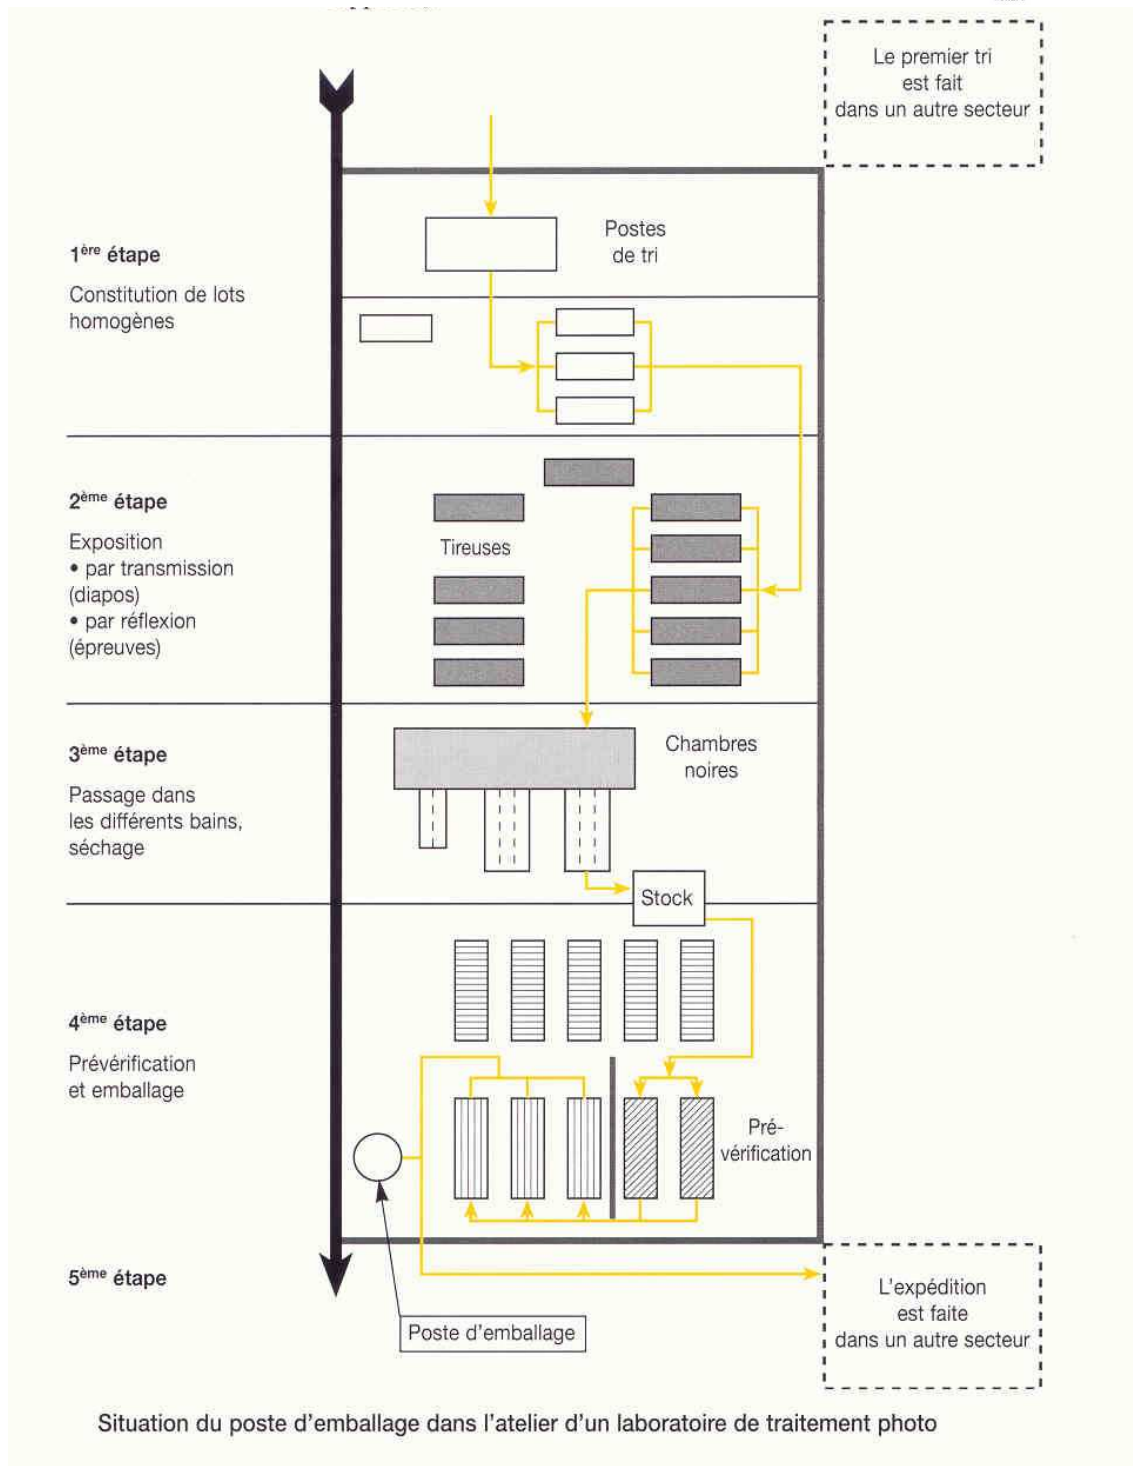 Le premier tri
est fait
dans un autre secteur
Postes
de tri
1ère étape
Constitution de lots
homogènes
2ème étape
Exposition
• par transmission
(diapos)
• par réflexion
(épreuves)
Tireuses
3ème étape
Passage dans
les différents bains,
séchage
Chambres
noires
Stock
4ème étape
Prévérification
et emballage
Pré-
vérification
5ème étape
Poste d'emballage
L'expédition
est faite
dans un autre secteur
Situation du poste d'emballage dans l'atelier d'un laboratoire de traitement photo